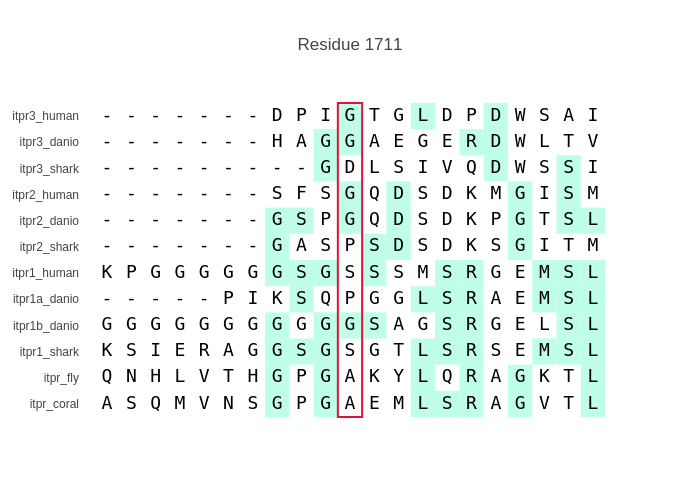 Residue 1711
itpr3_human - - - - - - - D P I G T G L D P D W S A I
itpr3_danio - - - - - - - H A G G A E G E R D W L T V
itpr3_shark - - - - - - - - - G D L S I V Q D W S S I
itpr2_human - - - - - - - S F S G Q D S D K M G I S M
itpr2_danio - - - - - - - G S P G Q D S D K P G T S L
itpr2_shark - - - - - - - G A S P S D S D K S G I T M
itpr1_human K P G G G G G G S G S S S M S R G E M S L
itpr1a_danio - - - - - P I K S Q P G G L S R A E M S L
itpr1b_danio G G G G G G G G G G G S A G S R G E L S L
itpr1_shark K S I E R A G G S G S G T L S R S E M S L
itpr_fly Q N H L V T H G P G A K Y L Q R A G K T L
itpr_coral A S Q M V N S G P G A E M L S R A G V T L